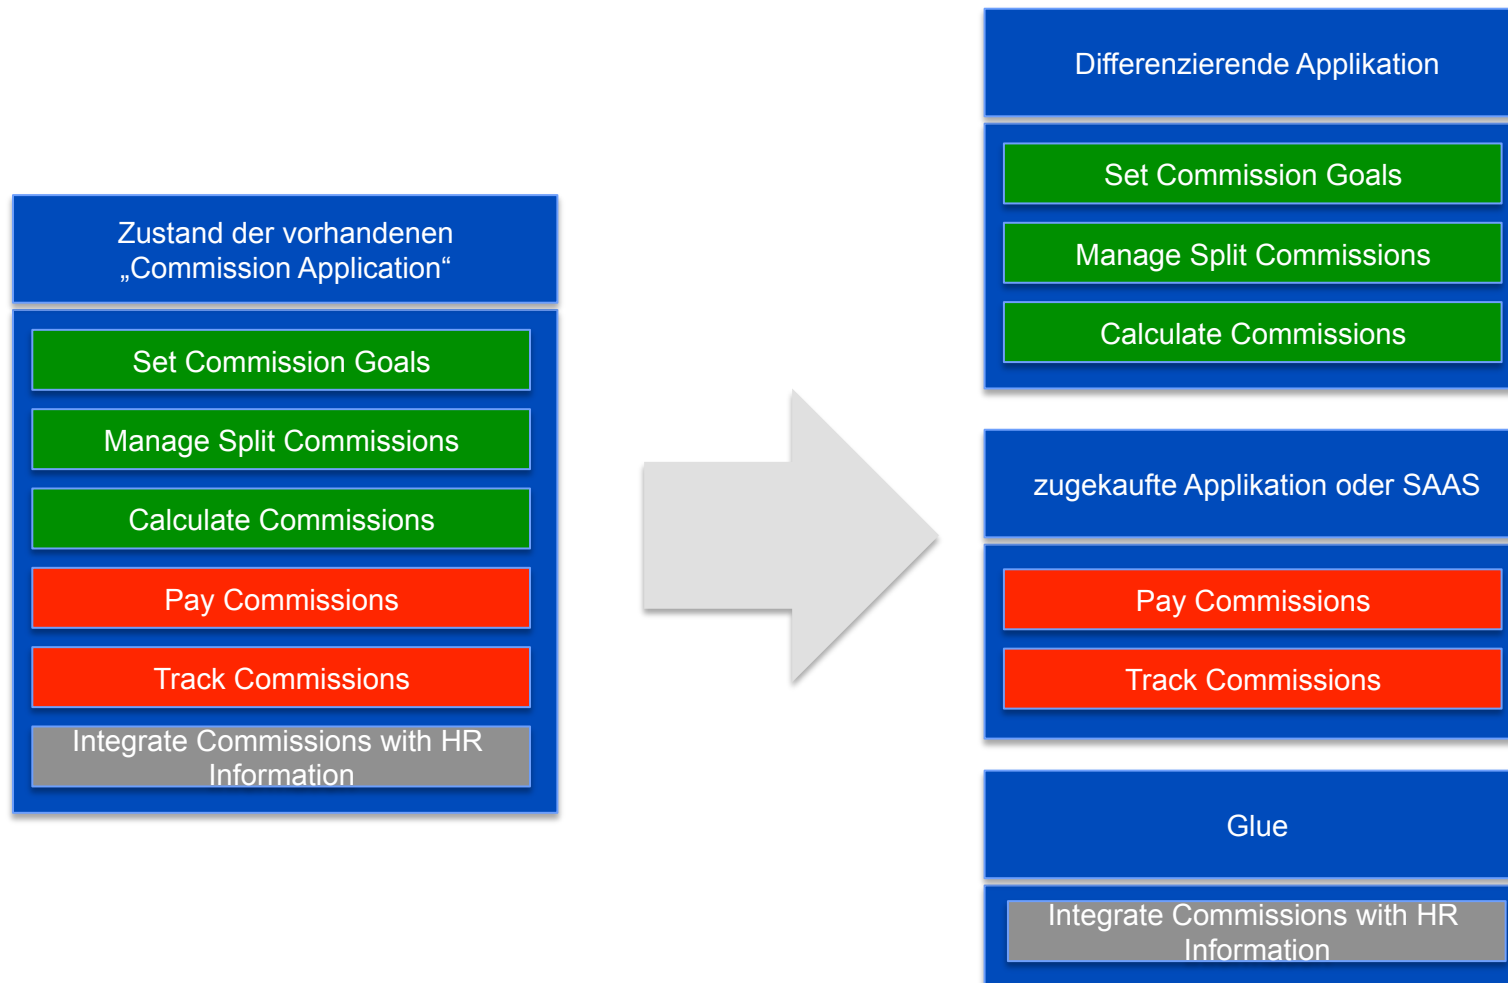 Zustand der vorhandenen
„Commission Application“
Set Commission Goals
Manage Split Commissions
Calculate Commissions
Pay Commissions
Track Commissions
Integrate Commissions with HR
Information
Differenzierende Applikation
Set Commission Goals
Manage Split Commissions
Calculate Commissions
zugekaufte Applikation oder SAAS
Pay Commissions
Track Commissions
Glue
Integrate Commissions with HR
Information